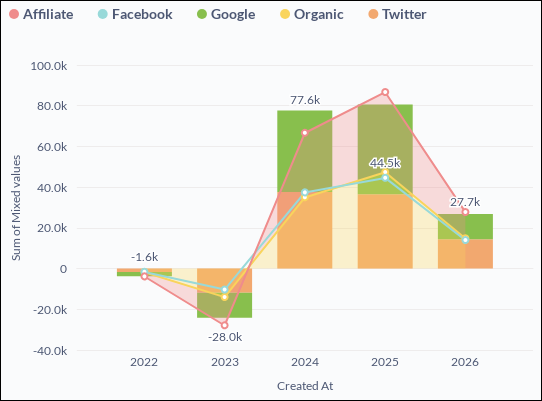 Affiliate Facebook Google Organic Twitter
100.0k
80.0k
60.0k
40.0k
20.0k
0
-20.0k
-40.0k
Sum of Mixed values
-1.6k
-28.0k
77.6k
44.5k
27.7k
2022 2023 2024 2025 2026
Created At